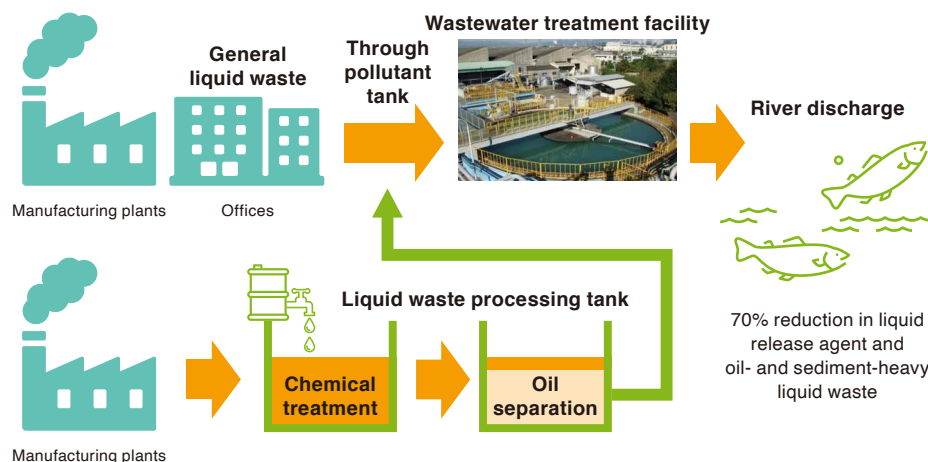 Wastewater treatment facility
General
liquid waste
Through
pollutant
tank
River discharge
Manufacturing plants
Offices
Liquid waste processing tank
Chemical
treatment
Oil
separation
70% reduction in liquid
release agent and
oil- and sediment-heavy
liquid waste
Manufacturing plants